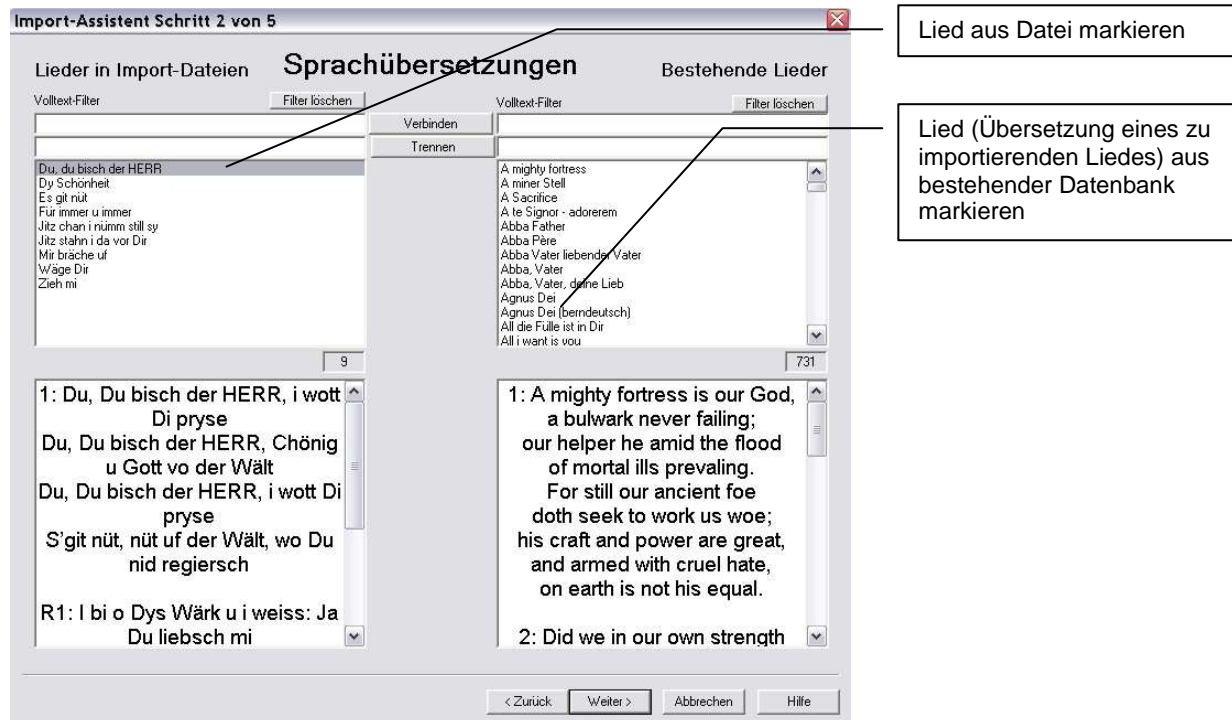 Import-Assistent Schritt 2 von 5
Lieder in Import-Dateien
Sprachübersetzungen
Bestehende Lieder
Volltext-Filter
Filter löschen
Volltext-Filter
Filter löschen
Verbinden
Trennen
Du, du bisch der HERR
Dy Schönheit
Es git nüt
Für immer u immer
Jitz chan i nümm still sy
Jitz stahn i da vor Dir
Mir bräche uf
Wäge Dir
Zieh mi
9
A mighty fortress
A miner Stell
A Sacrifice
A te Signor - adorerem
Abba Father
Abba Père
Abba Vater liebender Vater
Abba, Vater
Abba, Vater, deine Lieb
Agnus Dei
Agnus Dei (berndeutsch)
All die Fülle ist in Dir
All i want is you
731
1: Du, Du bisch der HERR, i wott
Di pryse
Du, Du bisch der HERR, Chönig
u Gott vo der Wält
Du, Du bisch der HERR, i wott Di
pryse
S'git nüt, nüt uf der Wält, wo Du
nid regiersch
R1: I bi o Dys Wärk u i weiss: Ja
Du liebsch mi
1: A mighty fortress is our God,
a bulwark never failing;
our helper he amid the flood
of mortal ills prevaling.
For still our ancient foe
doth seek to work us woe;
his craft and power are great,
and armed with cruel hate,
on earth is not his equal.
2: Did we in our own strength
< Zurück
Weiter >
Abbrechen
Hilfe
Lied aus Datei markieren
Lied (Übersetzung eines zu
importierenden Liedes) aus
bestehender Datenbank
markieren